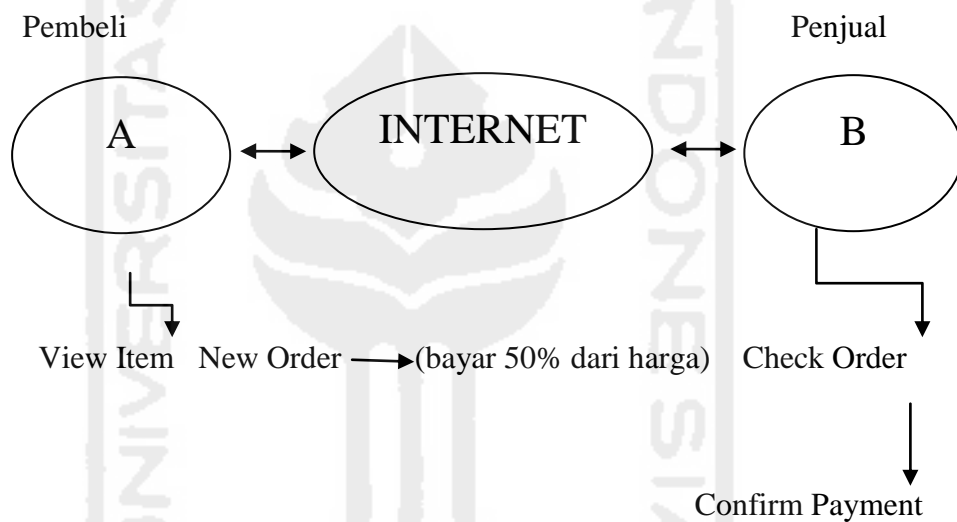 Pembeli Penjual
A INTERNET B
View Item New Order (bayar 50% dari harga) Check Order
Confirm Payment